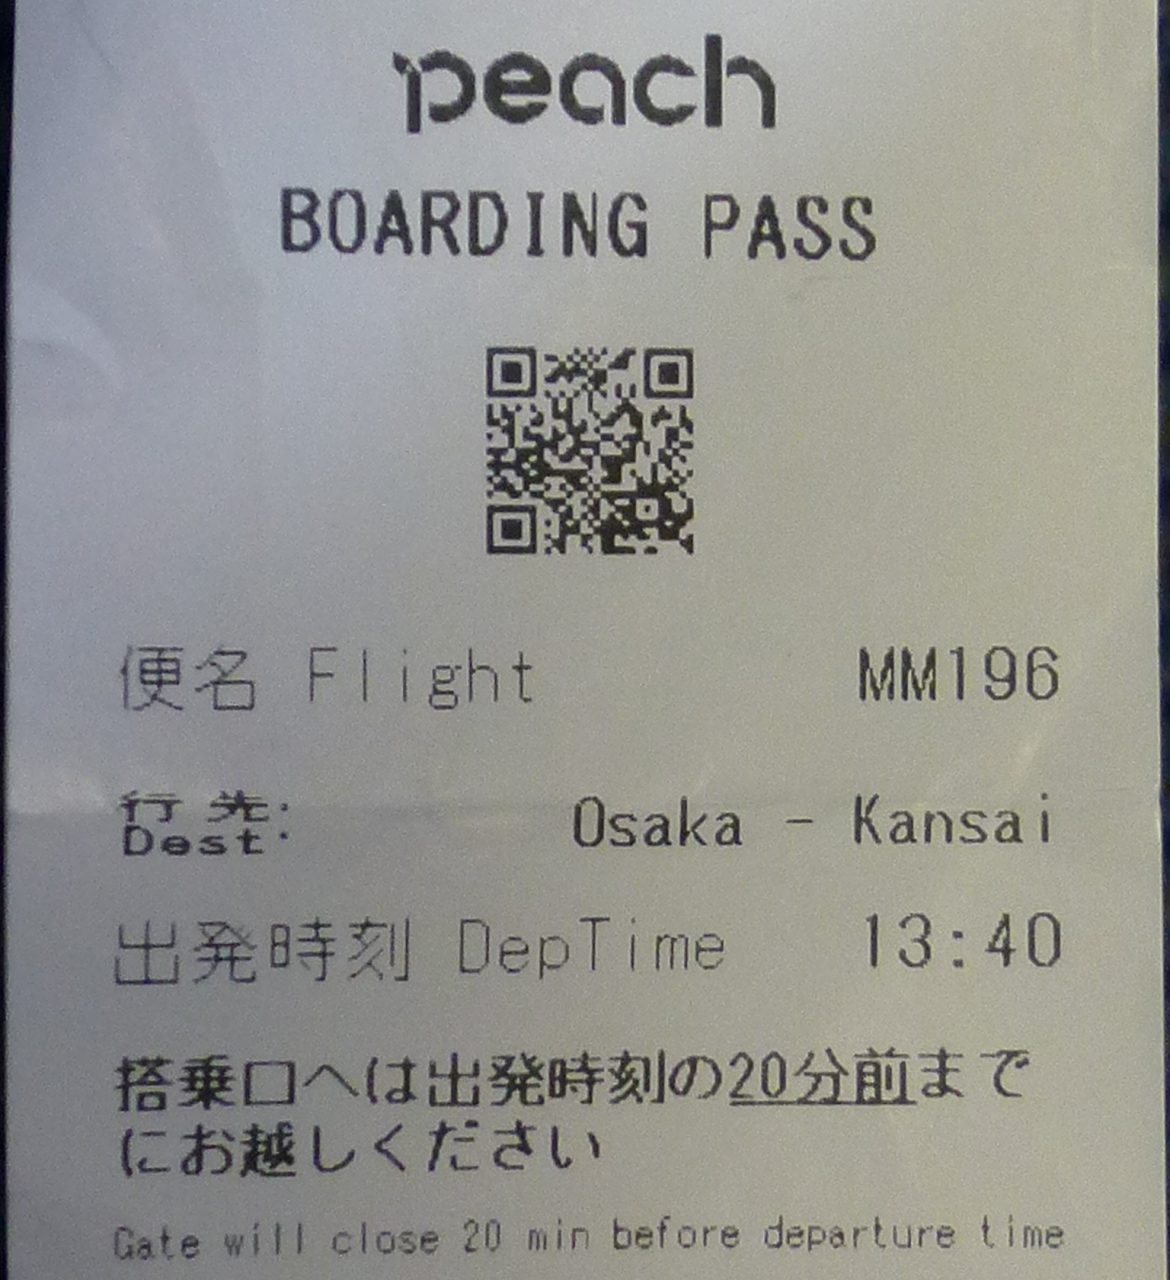 peach
BOARDING PASS
便名 Flight MM196
行先: Dest: Osaka - Kansai
出発時刻 DepTime 13:40
搭乗口へは出発時刻の20分前まで
にお越しください
Gate will close 20 min before departure time